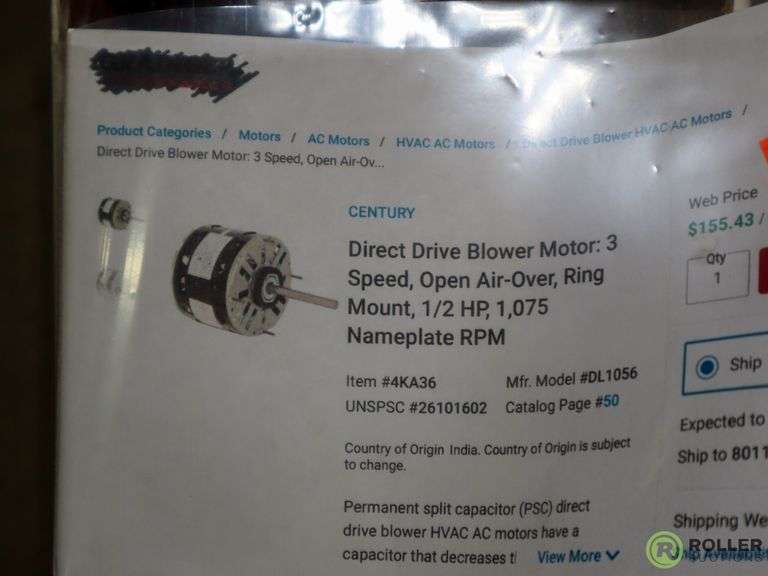 Product Categories / Motors / AC Motors / HVAC AC Motors / Direct Drive Blower HVAC AC Motors /
Direct Drive Blower Motor: 3 Speed, Open Air-Ov...
CENTURY
Direct Drive Blower Motor: 3
Speed, Open Air-Over, Ring
Mount, 1/2 HP, 1,075
Nameplate RPM
Item #4KA36
Mfr. Model #DL1056
UNSPSC #26101602
Catalog Page #50
Country of Origin India. Country of Origin is subject
to change.
Permanent split capacitor (PSC) direct
drive blower HVAC AC motors have a
capacitor that decreases ti
View More
Web Price
$155.43 /
Qty
1
Ship
Expected to
Ship to 8011
Shipping We
Ship Availability
R ROLLER
AUCTIONS